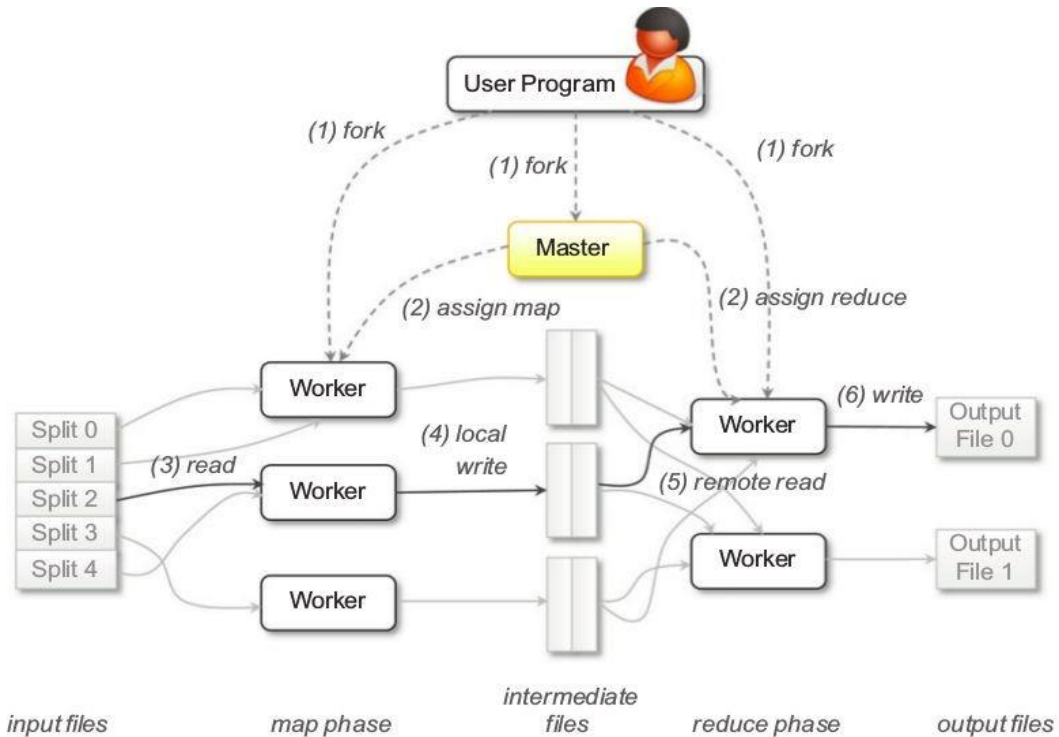 User Program
(1) fork
(1) fork
(1) fork
Master
(2) assign map
(2) assign reduce
Worker
Split 0
Split 1
Split 2
Split 3
Split 4
(3) read
Worker
(4) local
write
Worker
(5) remote read
Worker
(6) write
Output
File 0
Worker
Output
File 1
input files
map phase
intermediate
files
reduce phase
output files